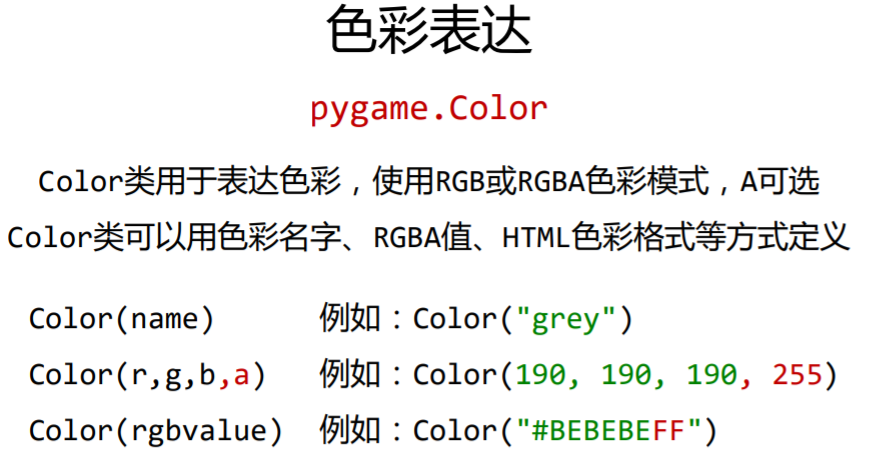 色彩表达
pygame.Color
Color类用于表达色彩，使用RGB或RGBA色彩模式，A可选
Color类可以用色彩名字、RGBA值、HTML色彩格式等方式定义
Color(name) 例如：Color("grey")
Color(r,g,b,a) 例如：Color(190, 190, 190, 255)
Color(rgbvalue) 例如：Color("#BEBEBEFF")